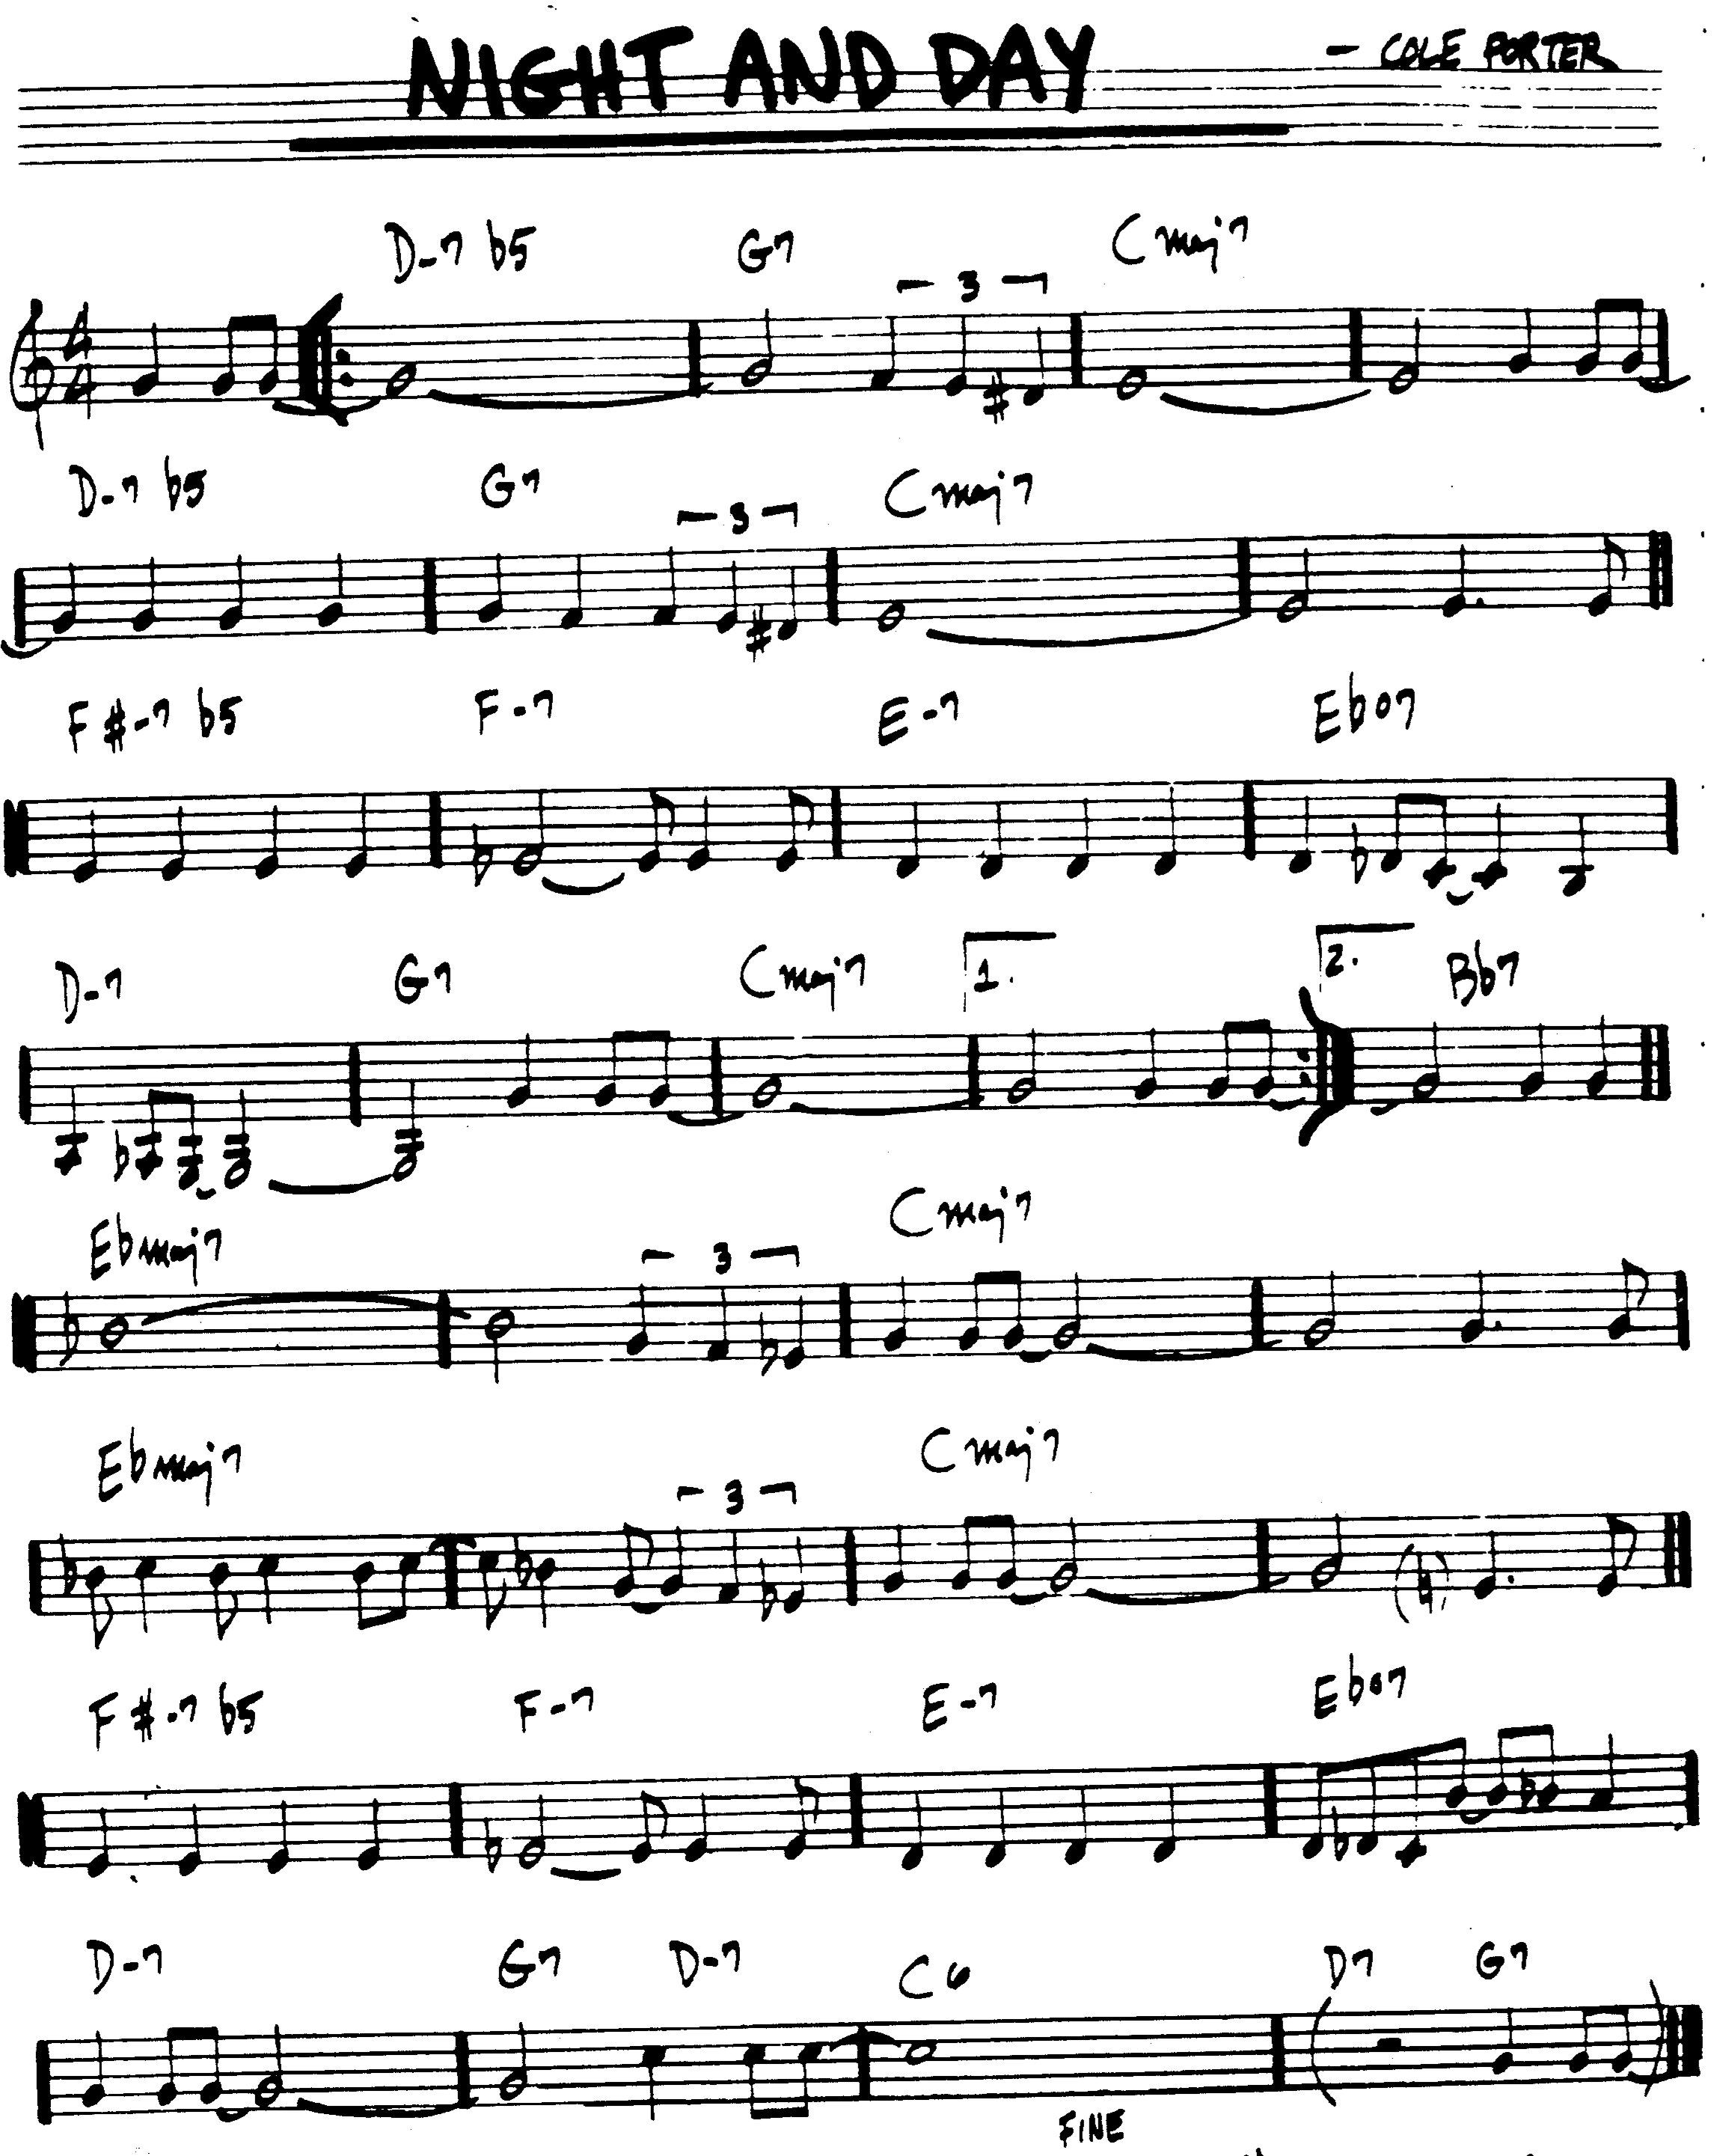 NIGHT AND DAY – COLE PORTER
D-7 b5 G7 Cmaj7
3
4
4
D-7 b5 G7 Cmaj7
3
F#-7 b5 F-7 E-7 Ebo7
D-7 G7 Cmaj7 1. 2. Bb7
Ebmaj7 3 Cmaj7
Ebmaj7 3 Cmaj7
F#-7 b5 F-7 E-7 Ebo7
D-7 G7 D-7 C6 D7 G7
FINE